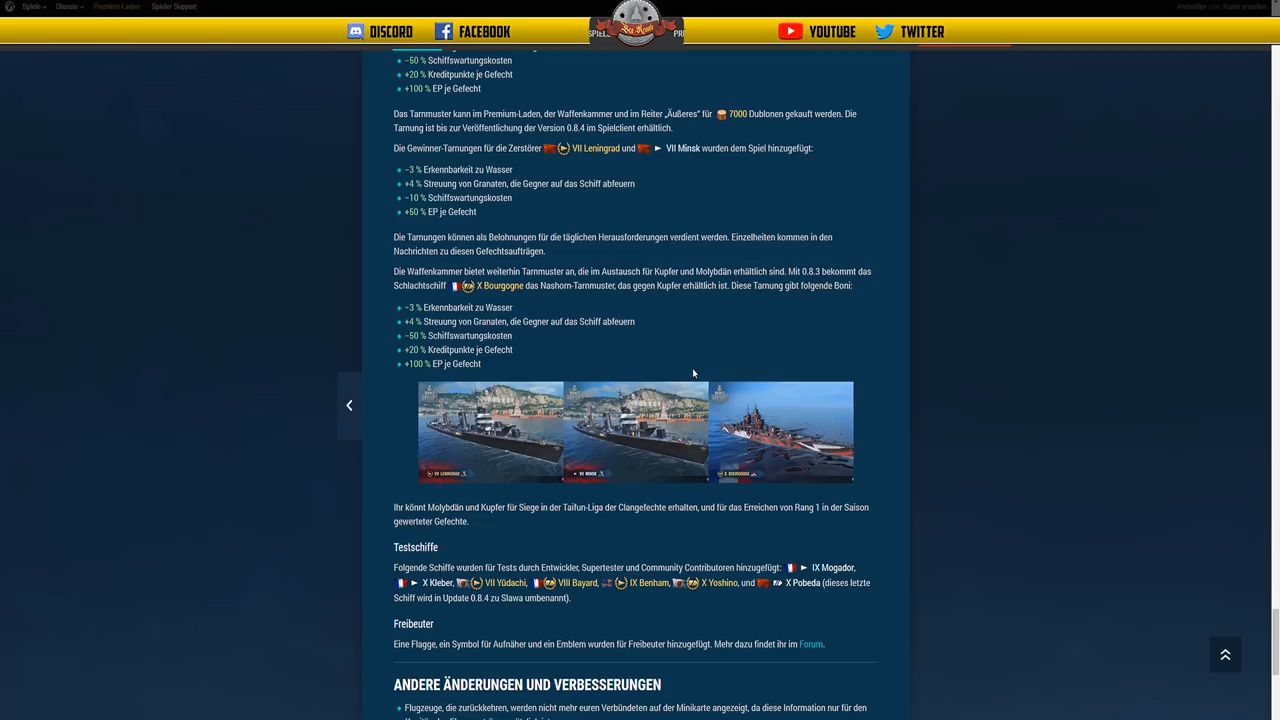 Spiele
Dienste
Premium-Laden
Spieler Support
Anmelden oder Konto erstellen
DISCORD
FACEBOOK
YOUTUBE
TWITTER
−50 % Schiffswartungskosten
+20 % Kreditpunkte je Gefecht
+100 % EP je Gefecht
Das Tarnmuster kann im Premium-Laden, der Waffenkammer und im Reiter „Äußeres“ für 7000 Dublonen gekauft werden. Die
Tarnung ist bis zur Veröffentlichung der Version 0.8.4 im Spielclient erhältlich.
Die Gewinner-Tarnungen für die Zerstörer VII Leningrad und VII Minsk wurden dem Spiel hinzugefügt:
−3 % Erkennbarkeit zu Wasser
+4 % Streuung von Granaten, die Gegner auf das Schiff abfeuern
−10 % Schiffswartungskosten
+50 % EP je Gefecht
Die Tarnungen können als Belohnungen für die täglichen Herausforderungen verdient werden. Einzelheiten kommen in den
Nachrichten zu diesen Gefechtsaufträgen.
Die Waffenkammer bietet weiterhin Tarnmuster an, die im Austausch für Kupfer und Molybdän erhältlich sind. Mit 0.8.3 bekommt das
Schlachtschiff X Bourgogne das Nashorn-Tarnmuster, das gegen Kupfer erhältlich ist. Diese Tarnung gibt folgende Boni:
−3 % Erkennbarkeit zu Wasser
+4 % Streuung von Granaten, die Gegner auf das Schiff abfeuern
−50 % Schiffswartungskosten
+20 % Kreditpunkte je Gefecht
+100 % EP je Gefecht
VII LENINGRAD
VII MINSK
X BOURGOGNE
Ihr könnt Molybdän und Kupfer für Siege in der Taifun-Liga der Clangefechte erhalten, und für das Erreichen von Rang 1 in der Saison
gewerteter Gefechte.
Testschiffe
Folgende Schiffe wurden für Tests durch Entwickler, Supertester und Community Contributoren hinzugefügt: IX Mogador,
X Kleber, VII Yūdachi, VIII Bayard, IX Benham, X Yoshino, und X Pobeda (dieses letzte
Schiff wird in Update 0.8.4 zu Slawa umbenannt).
Freibeuter
Eine Flagge, ein Symbol für Aufnäher und ein Emblem wurden für Freibeuter hinzugefügt. Mehr dazu findet ihr im Forum.
ANDERE ÄNDERUNGEN UND VERBESSERUNGEN
Flugzeuge, die zurückkehren, werden nicht mehr euren Verbündeten auf der Minikarte angezeigt, da diese Information nur für den